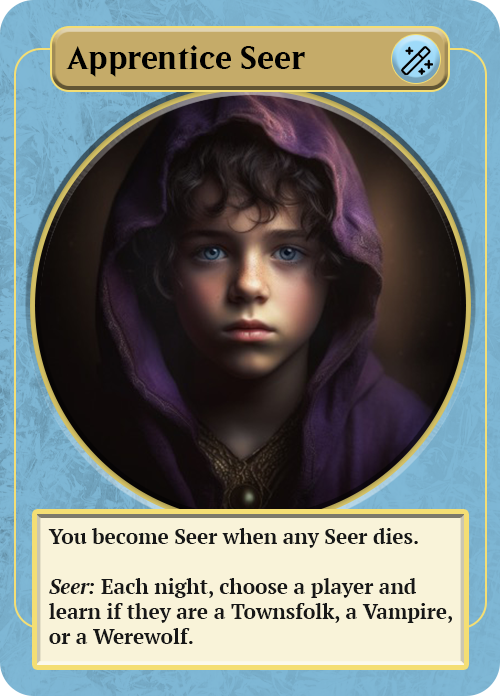 Apprentice Seer
You become Seer when any Seer dies.
Seer: Each night, choose a player and
learn if they are a Townsfolk, a Vampire,
or a Werewolf.